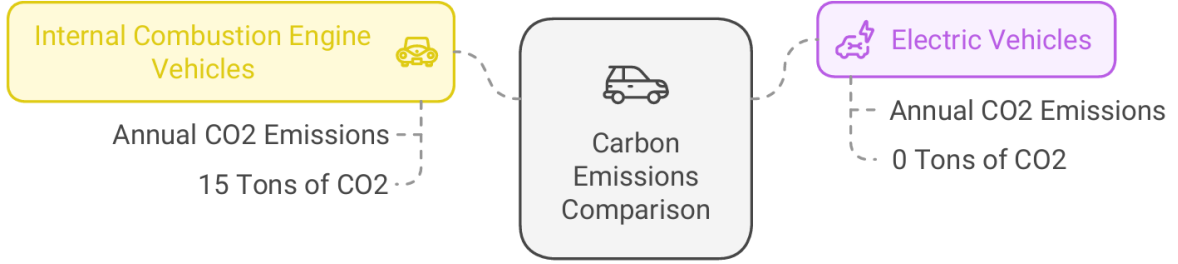 Internal Combustion Engine
Vehicles
Annual CO2 Emissions
15 Tons of CO2
Carbon
Emissions
Comparison
Electric Vehicles
Annual CO2 Emissions
0 Tons of CO2